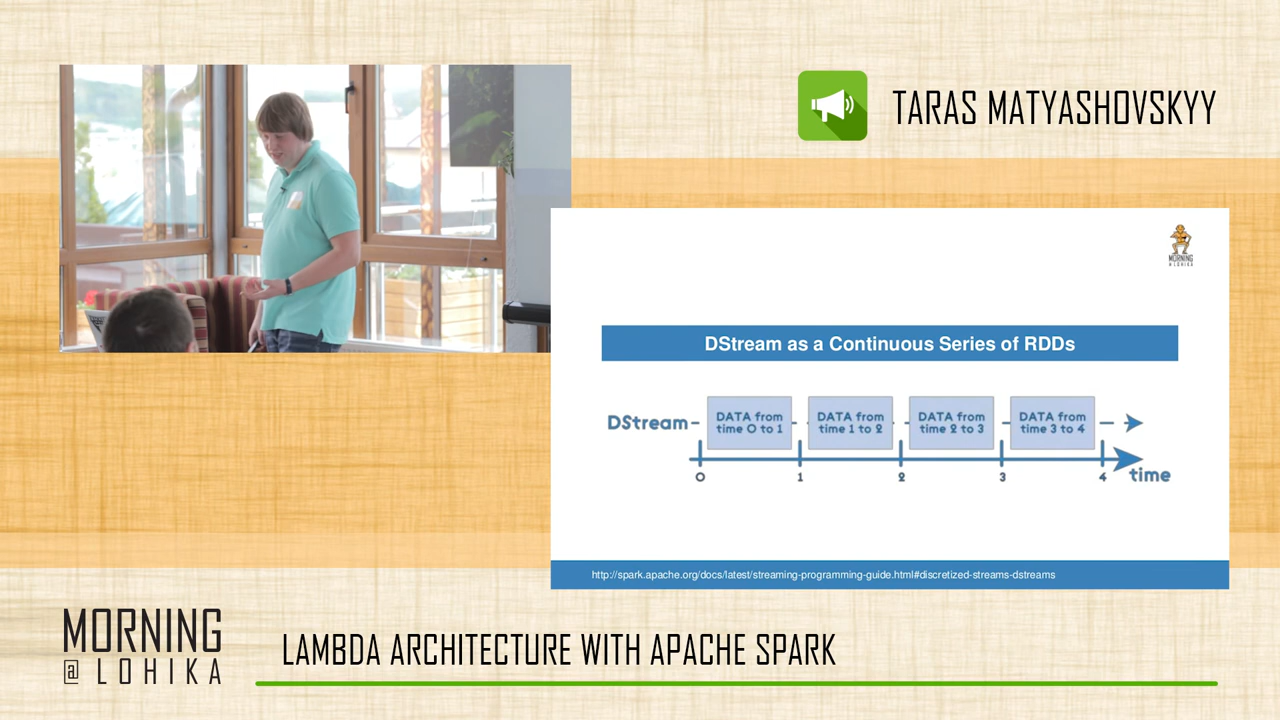 TARAS MATYASHOVSKYY
MORNING
@ LOHIKA
DStream as a Continuous Series of RDDs
DStream
DATA from
time 0 to 1
DATA from
time 1 to 2
DATA from
time 2 to 3
DATA from
time 3 to 4
0
1
2
3
4
time
http://spark.apache.org/docs/latest/streaming-programming-guide.html#discretized-streams-dstreams
MORNING
@ LOHIKA
LAMBDA ARCHITECTURE WITH APACHE SPARK